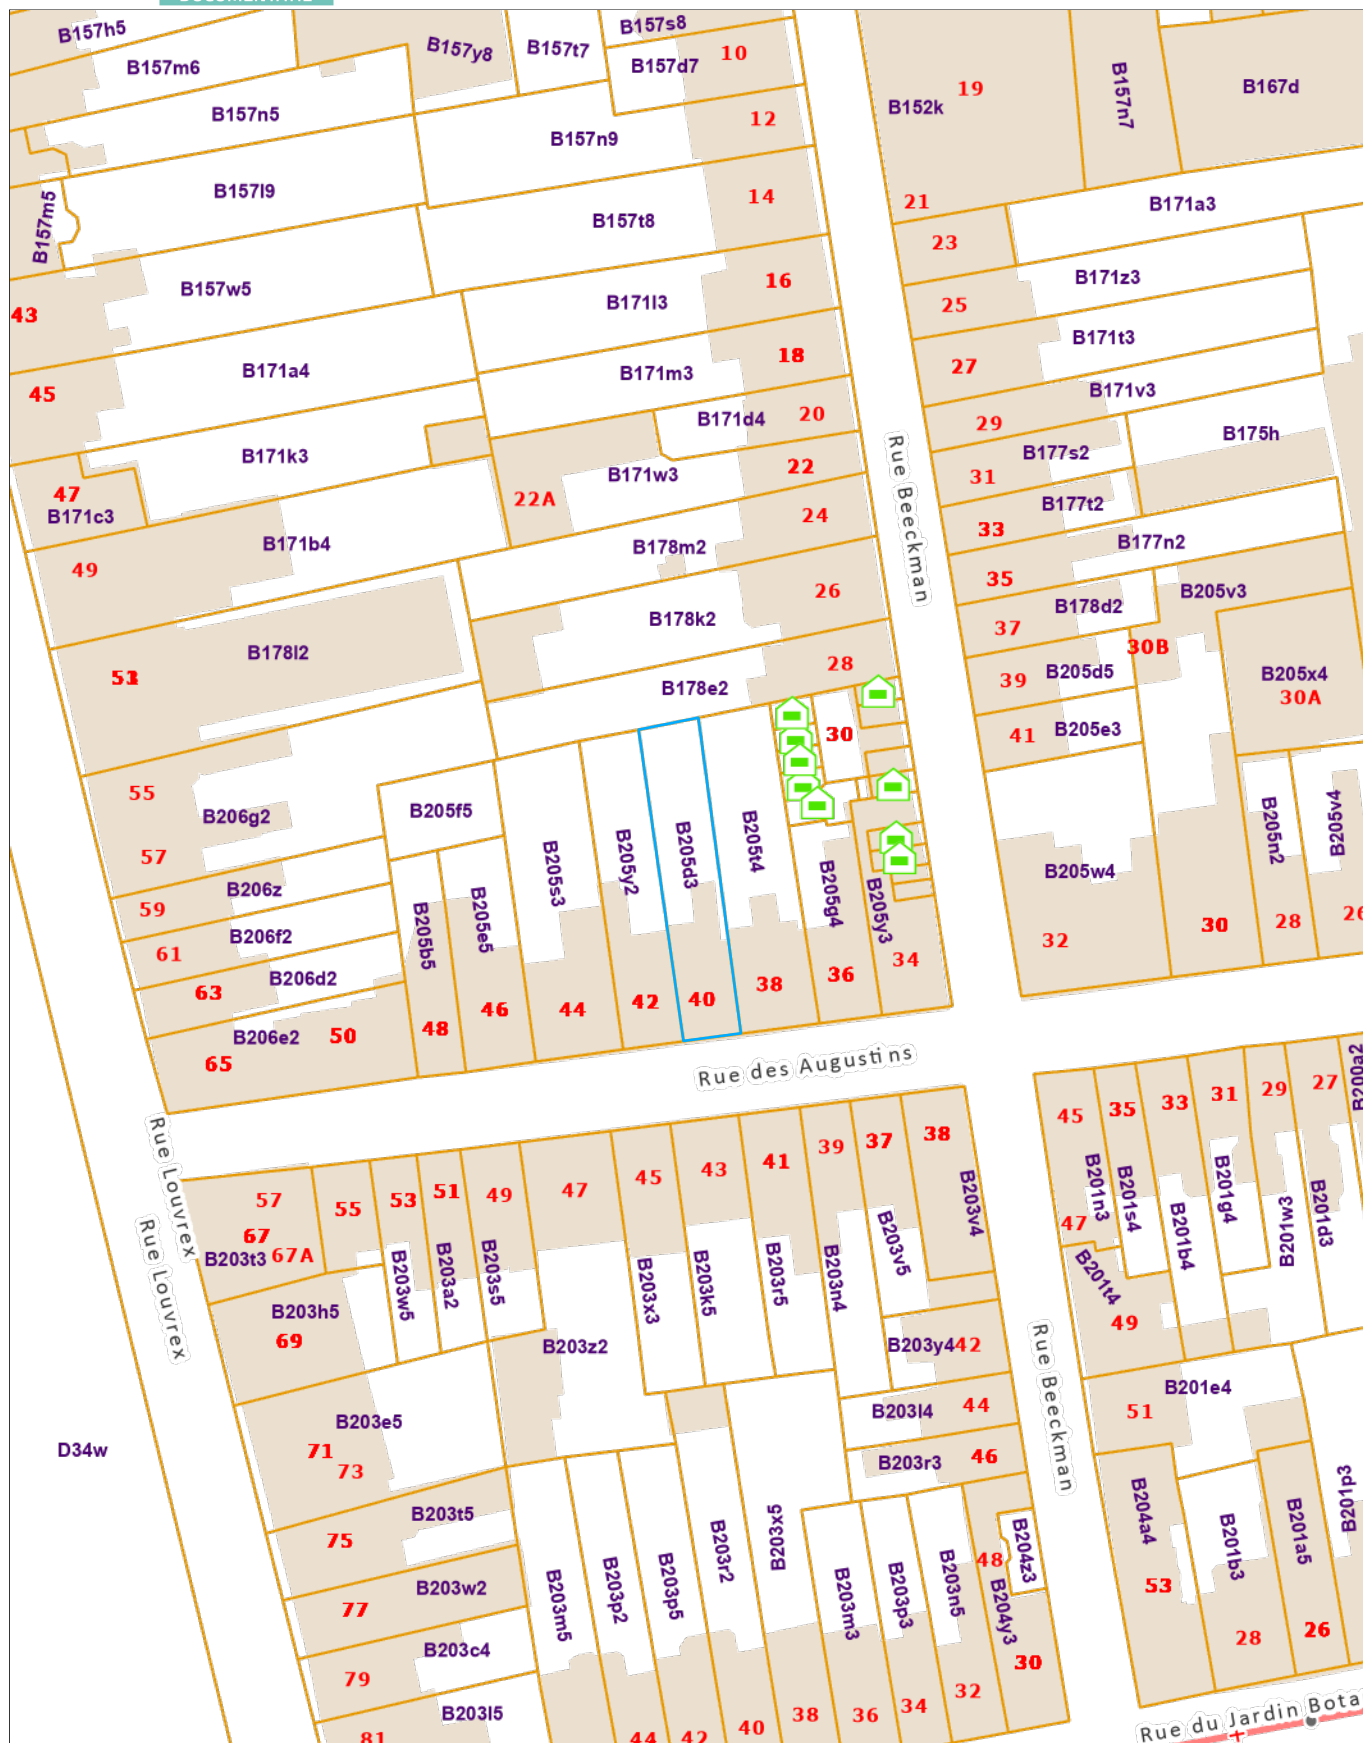 B157h5
B157m6
B157y8
B157t7
B157s8
B157d7
10
19
B152k
B157n7
B167d
B157n5
B157n9
12
B157l9
B157m5
14
21
B171a3
B157t8
23
B157w5
B171l3
16
B171z3
25
43
B171t3
B171a4
B171m3
18
27
45
B171v3
B171d4
20
29
B175h
B171k3
B171w3
22
B177s2
31
47
B171c3
22A
24
B177t2
33
Rue Beeckman
B171b4
B178m2
B177n2
49
26
35
B205v3
B178k2
B178d2
37
B178l2
28
30B
53
B178e2
39
B205d5
B205x4
30A
30
41
B205e3
55
B206g2
B205f5
57
B205s3
B205y2
B205d3
B205t4
B205g4
B205y3
B205w4
B205n2
B205v4
B206z
59
B205b5
B205e5
B206f2
61
32
30
28
26
B206d2
63
34
36
38
40
42
44
46
48
B206e2
50
65
Rue des Augustins
B200a2
27
29
31
33
35
45
Rue Louvrex
Rue Louvrex
57
55
53
51
49
47
45
43
41
39
37
38
67
67A
B203t3
B203w5
B203a2
B203s5
B203x3
B203k5
B203r5
B203n4
B203v5
B203v4
47
B201n3
B201s4
B201b4
B201g4
B201w3
B201d3
B201t4
B203h5
69
B203z2
B203y4
42
49
Rue Beeckman
B201e4
B203e5
71
73
B203l4
44
51
D34w
B203r3
46
B203t5
75
B203r2
B203x5
B204a4
B201b3
B201a5
B201p3
B203w2
77
B203m5
B203p2
B203p5
B203m3
B203p3
B203n5
48
B204z3
B204y3
53
B203c4
79
28
26
30
B203l5
81
44
42
40
38
36
34
32
Rue du Jardin Bota